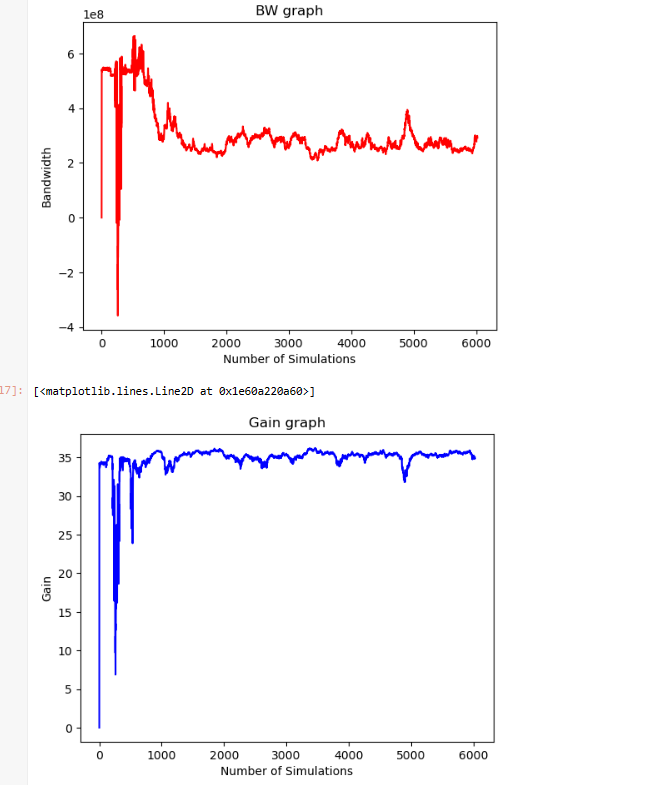 BW graph
1e8
6
4
2
0
−2
−4
Bandwidth
0 1000 2000 3000 4000 5000 6000
Number of Simulations
17]: [<matplotlib.lines.Line2D at 0x1e60a220a60>]
Gain graph
35
30
25
20
15
10
5
0
Gain
0 1000 2000 3000 4000 5000 6000
Number of Simulations